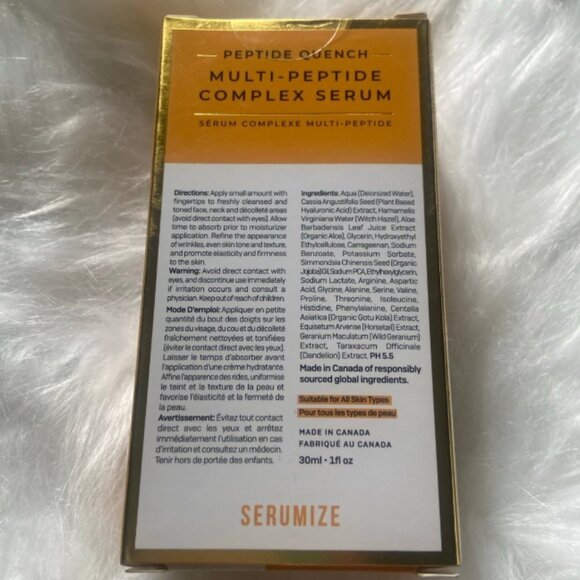 PEPTIDE QUENCH
MULTI-PEPTIDE
COMPLEX SERUM
SÉRUM COMPLEXE MULTI-PEPTIDE
Directions: Apply small amount with
fingertips to freshly cleansed and
toned face, neck and décolleté areas
(avoid direct contact with eyes). Allow
time to absorb prior to moisturizer
application. Refine the appearance
of wrinkles, even skin tone and texture,
and promote elasticity and firmness
to the skin.
Warning: Avoid direct contact with
eyes, and discontinue use immediately
if irritation occurs and consult a
physician. Keep out of reach of children.
Mode D'emploi: Appliquer en petite
quantité du bout des doigts sur les
zones du visage, du cou et du décolleté
fraîchement nettoyées et tonifiées
(éviter le contact direct avec les yeux).
Laisser le temps d'absorber avant
l'application d'une crème hydratante.
Affine l'apparence des rides, uniformise
le teint et la texture de la peau et
favorise l'élasticité et la fermeté de
la peau.
Avertissement: Évitez tout contact
direct avec les yeux et arrêtez
immédiatement l'utilisation en cas
d'irritation et consultez un médecin.
Tenir hors de portée des enfants.
Ingredients: Aqua [Deionized Water],
Cassia Angustifolia Seed (Plant Based
Hyaluronic Acid) Extract, Hamamelis
Virginiana Water [Witch Hazel], Aloe
Barbadensis Leaf Juice Extract
[Organic Aloe], Glycerin, Hydroxyethyl
Ethylcellulose, Carrageenan, Sodium
Benzoate, Potassium Sorbate,
Simmondsia Chinensis Seed [Organic
Jojoba] Oil, Sodium PCA, Ethylhexylglycerin,
Sodium Lactate, Arginine, Aspartic
Acid, Glycine, Alanine, Serine, Valine,
Proline, Threonine, Isoleucine,
Histidine, Phenylalanine, Centella
Asiatica [Organic Gotu Kola] Extract,
Equisetum Arvense [Horsetail] Extract,
Geranium Maculatum [Wild Geranium]
Extract, Taraxacum Officinale
[Dandelion] Extract. PH 5.5
Made in Canada of responsibly
sourced global ingredients.
Suitable for All Skin Types
Pour tous les types de peau
MADE IN CANADA
FABRIQUÉ AU CANADA
30ml • 1fl oz
SERUMIZE